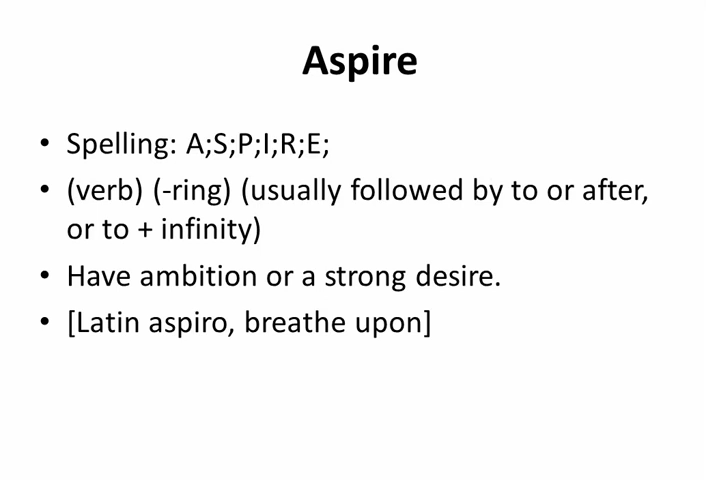 Aspire
• Spelling: A;S;P;I;R;E;
• (verb) (-ring) (usually followed by to or after,
or to + infinity)
• Have ambition or a strong desire.
• [Latin aspiro, breathe upon]